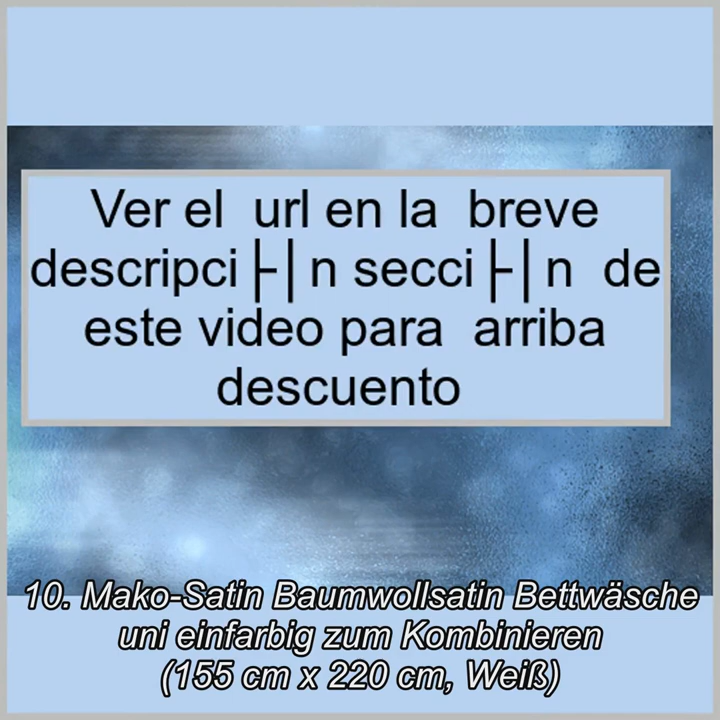 Ver el url en la breve
descripci├│n secci├│n de
este video para arriba
descuento
10. Mako-Satin Baumwollsatin Bettwäsche
uni einfarbig zum Kombinieren
(155 cm x 220 cm, Weiß)